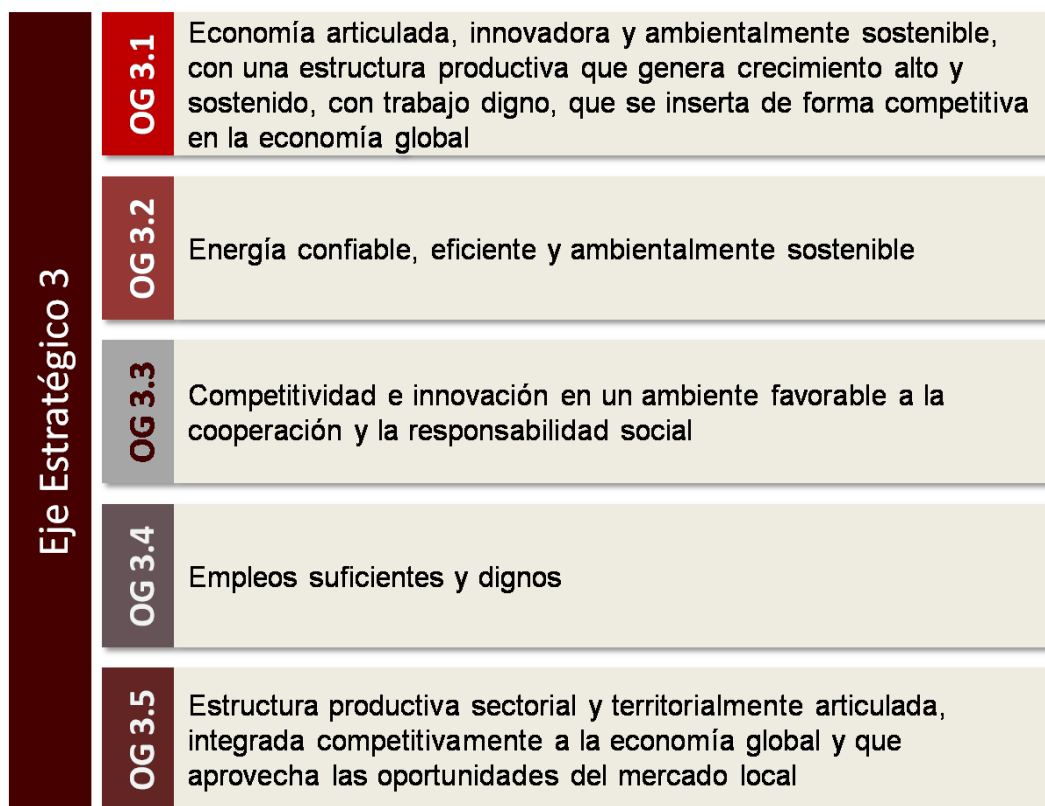 Eje Estratégico 3
OG 3.1
Economía articulada, innovadora y ambientalmente sostenible,
con una estructura productiva que genera crecimiento alto y
sostenido, con trabajo digno, que se inserta de forma competitiva
en la economía global
OG 3.2
Energía confiable, eficiente y ambientalmente sostenible
OG 3.3
Competitividad e innovación en un ambiente favorable a la
cooperación y la responsabilidad social
OG 3.4
Empleos suficientes y dignos
OG 3.5
Estructura productiva sectorial y territorialmente articulada,
integrada competitivamente a la economía global y que
aprovecha las oportunidades del mercado local